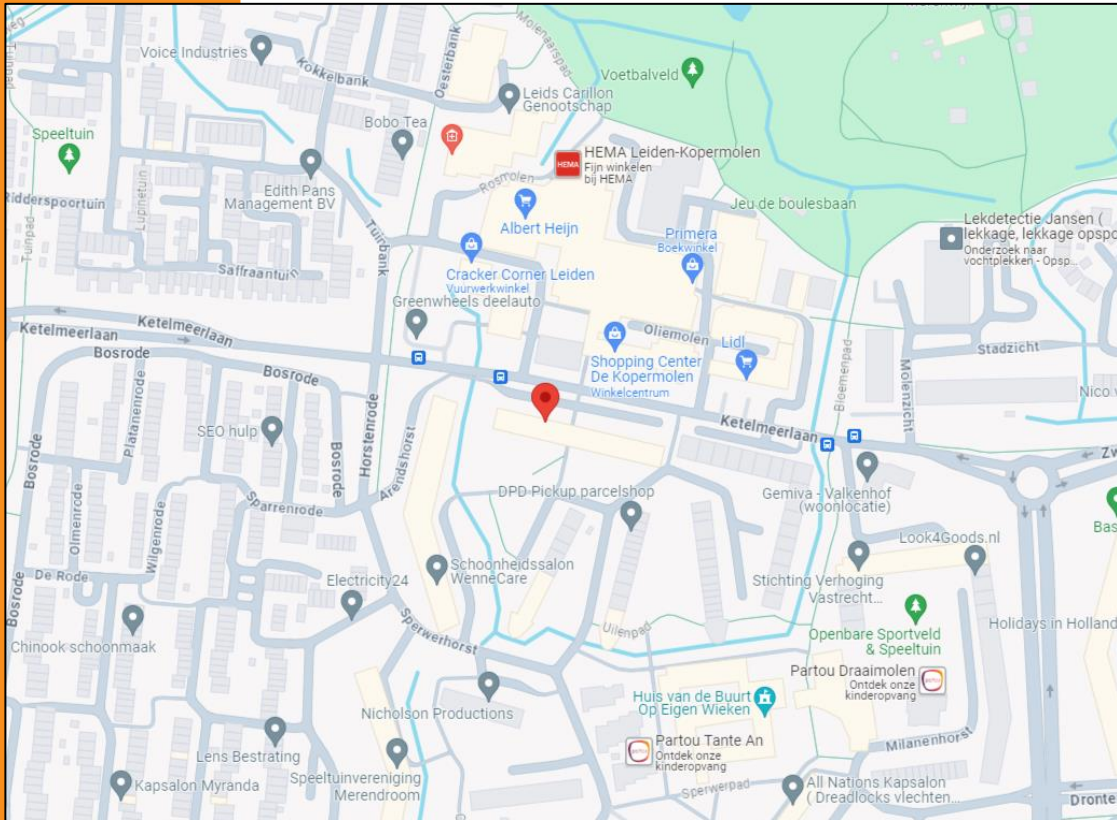 Voice Industries
Kokkelbank
Oesterbank
Molenaarspad
Voetbalveld
Leids Carillon
Genootschap
Bobo Tea
Speeltuin
HEMA
HEMA Leiden-Kopermolen
Fijn winkelen
bij HEMA
Edith Pans
Management BV
Rosmolen
Ridderspoortuin
Lupinetuin
Tuinpad
Tuinbank
Albert Heijn
Jeu de boulesbaan
Primera
Boekwinkel
Lekdetectie Jansen (
lekkage, lekkage opspo
Onderzoek naar
vochtplekken - Opsp...
Saffraantuin
Cracker Corner Leiden
Vuurwerkwinkel
Greenwheels deelauto
Ketelmeerlaan
Ketelmeerlaan
Oliemolen
Shopping Center
De Kopermolen
Winkelcentrum
Lidl
Bloemenpad
Molenzicht
Stadzicht
Nico
Bosrode
Bosrode
Platanenrode
SEO hulp
Bosrode
Horstenrode
Arendshorst
Ketelmeerlaan
Bosrode
Olmenrode
Wilgenrode
Sparrenrode
DPD Pickup parcelshop
Gemiva - Valkenhof
(woonlocatie)
Look4Goods.nl
Bas
De Rode
Bosrode
Electricity24
Schoonheidssalon
WenneCare
Stichting Verhoging
Vastrecht...
Chinook schoonmaak
Sperwerhorst
Uilenpad
Openbare Sportveld
& Speeltuin
Holidays in Holland
Partou Draaimolen
Ontdek onze
kinderopvang
Huis van de Buurt
Op Eigen Wieken
Nicholson Productions
Partou Tante An
Ontdek onze
kinderopvang
Lens Bestrating
Milanenhorst
Kapsalon Myranda
Speeltuinvereniging
Merendroom
Sperwerpad
All Nations Kapsalon
( Dreadlocks vlechten...
Dronte